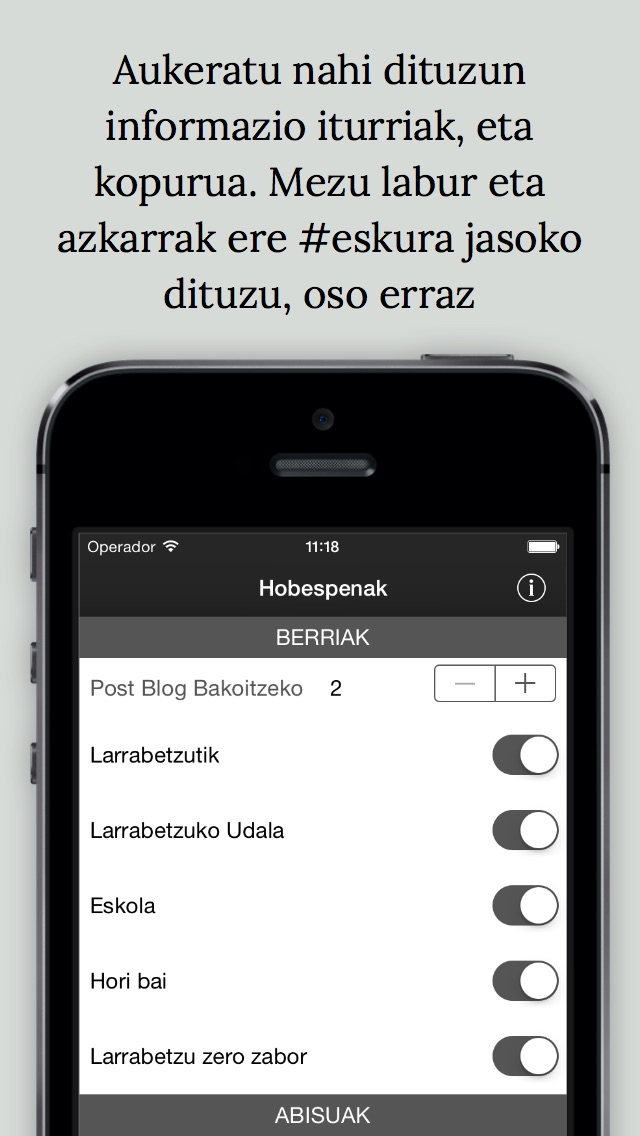 Aukeratu nahi dituzun
informazio iturriak, eta
kopurua. Mezu labur eta
azkarrak ere #eskura jasoko
dituzu, oso erraz
Operador 11:18
Hobespenak
BERRIAK
Post Blog Bakoitzeko 2
Larrabetzutik
Larrabetzuko Udala
Eskola
Hori bai
Larrabetzu zero zabor
ABISUAK